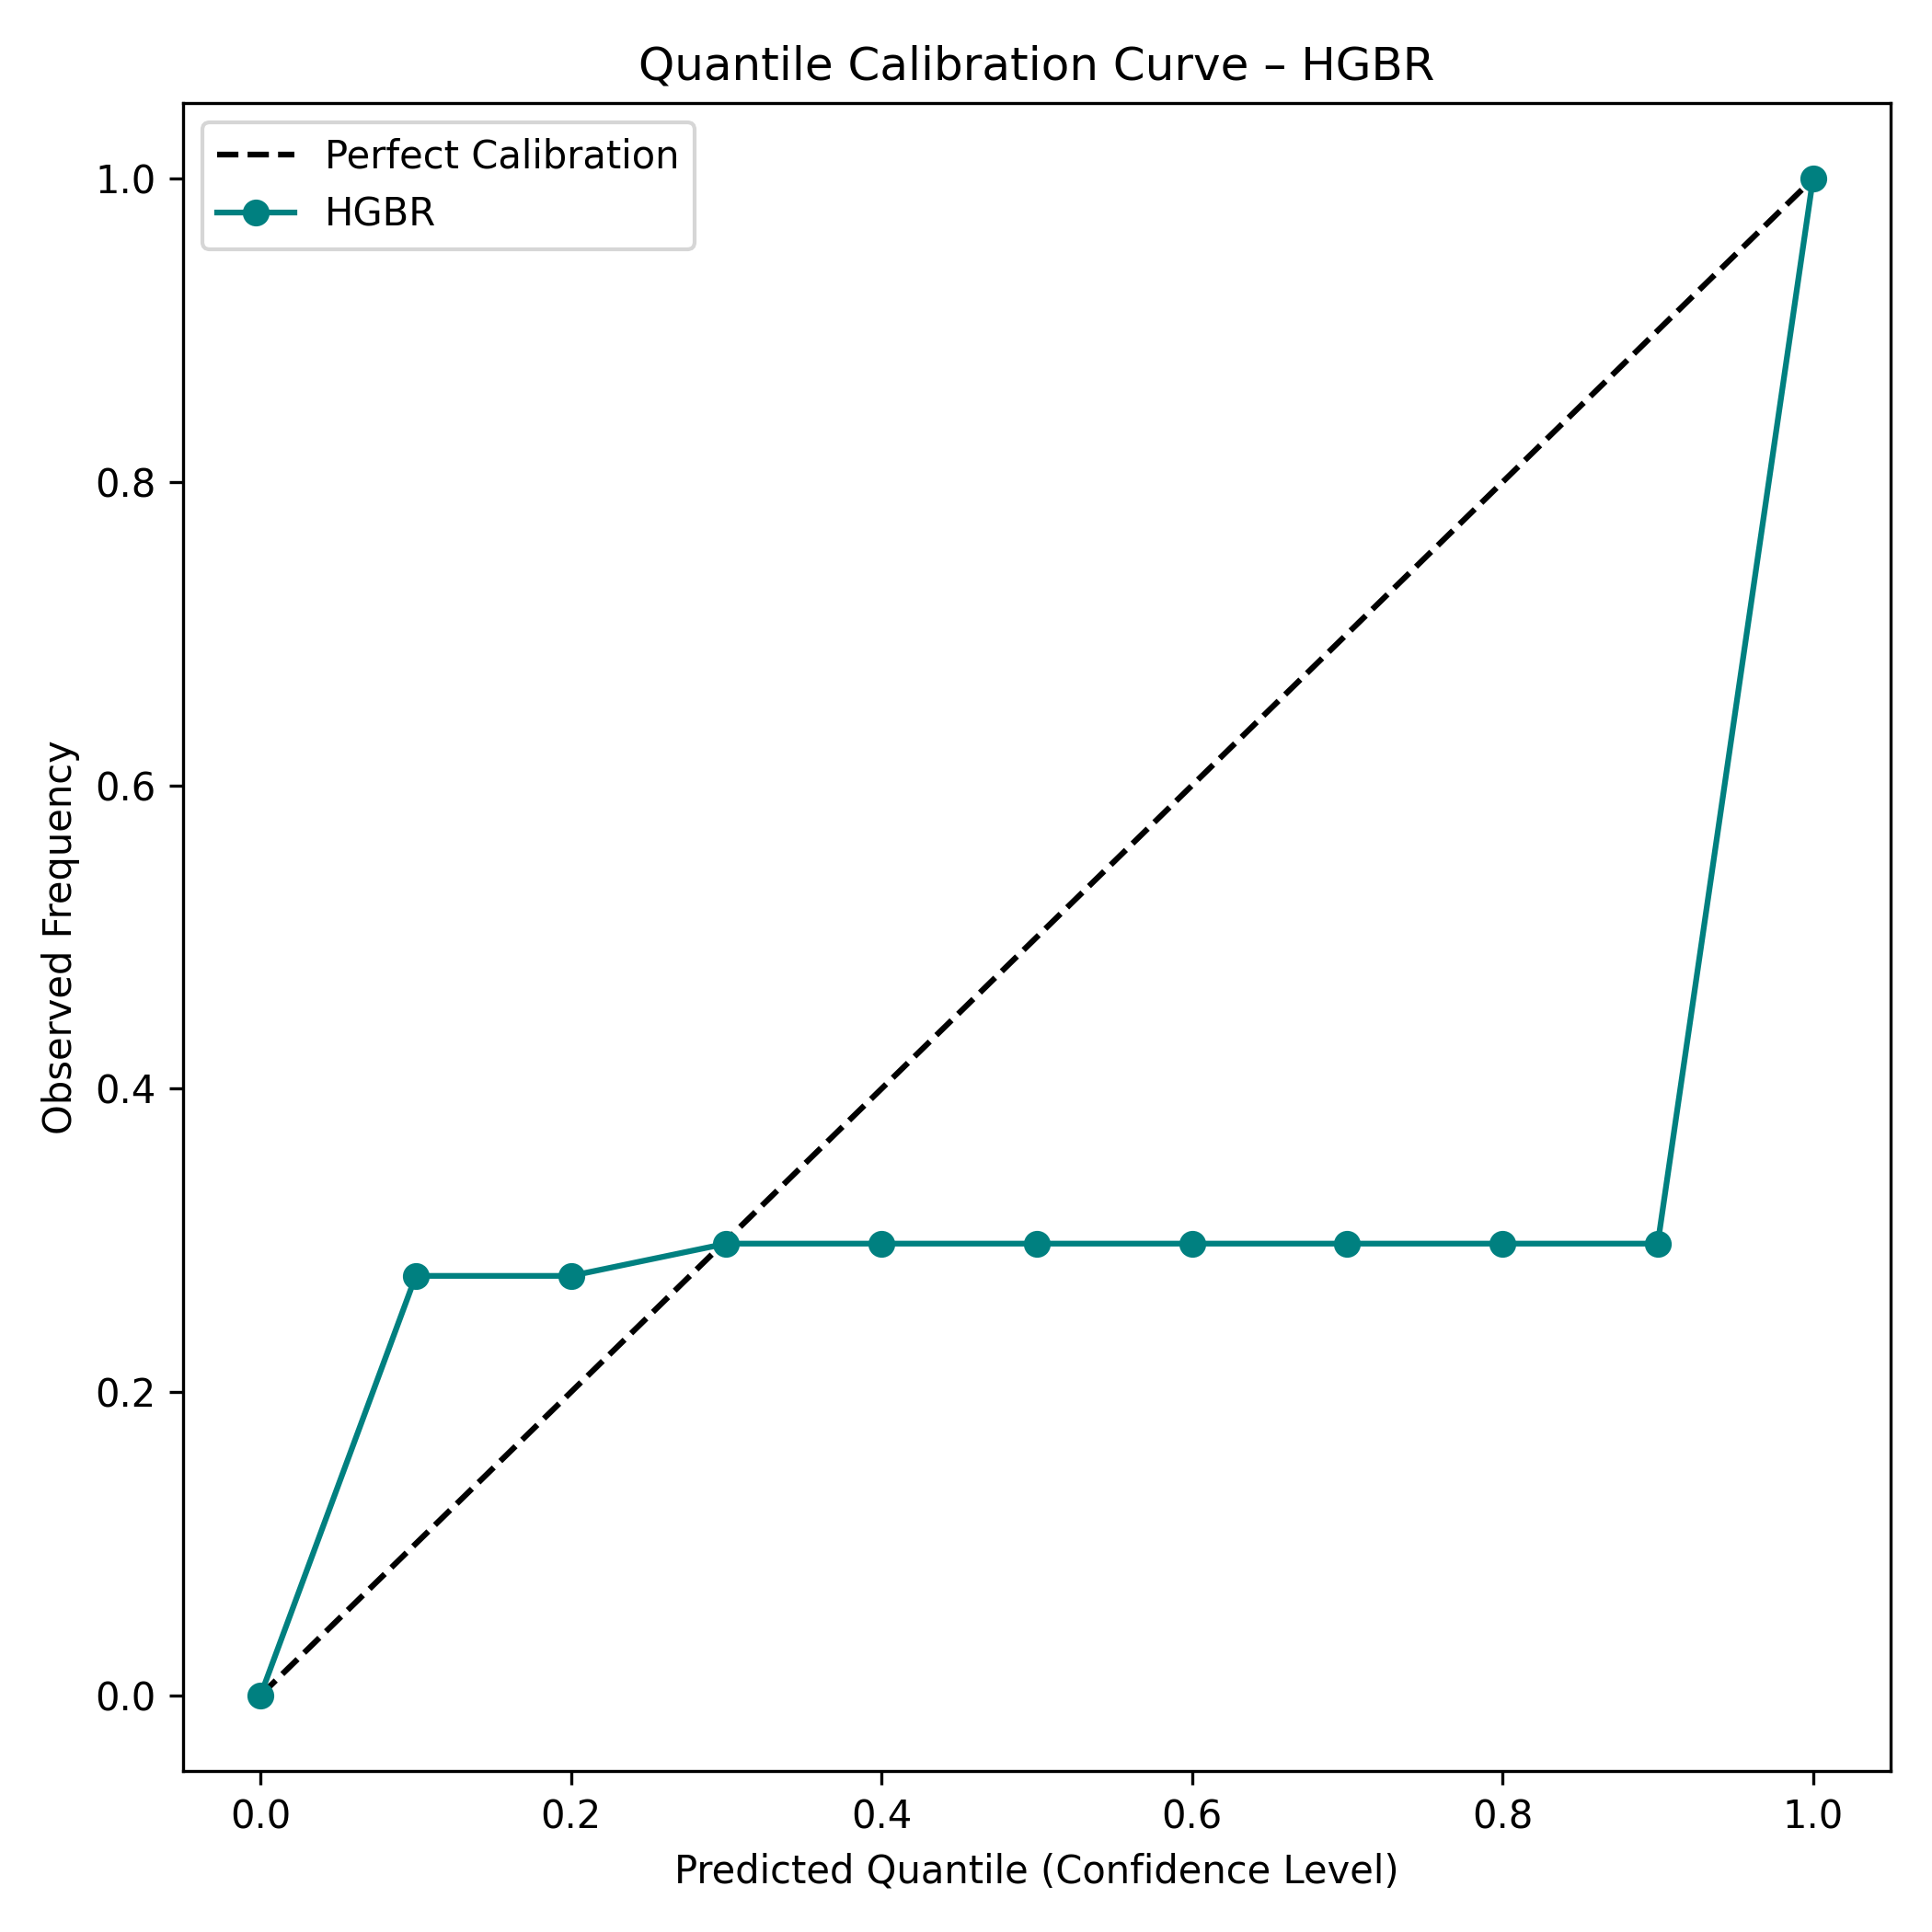 Quantile Calibration Curve – HGBR
Perfect Calibration
HGBR
1.0
0.8
0.6
0.4
0.2
0.0
Observed Frequency
0.0 0.2 0.4 0.6 0.8 1.0
Predicted Quantile (Confidence Level)